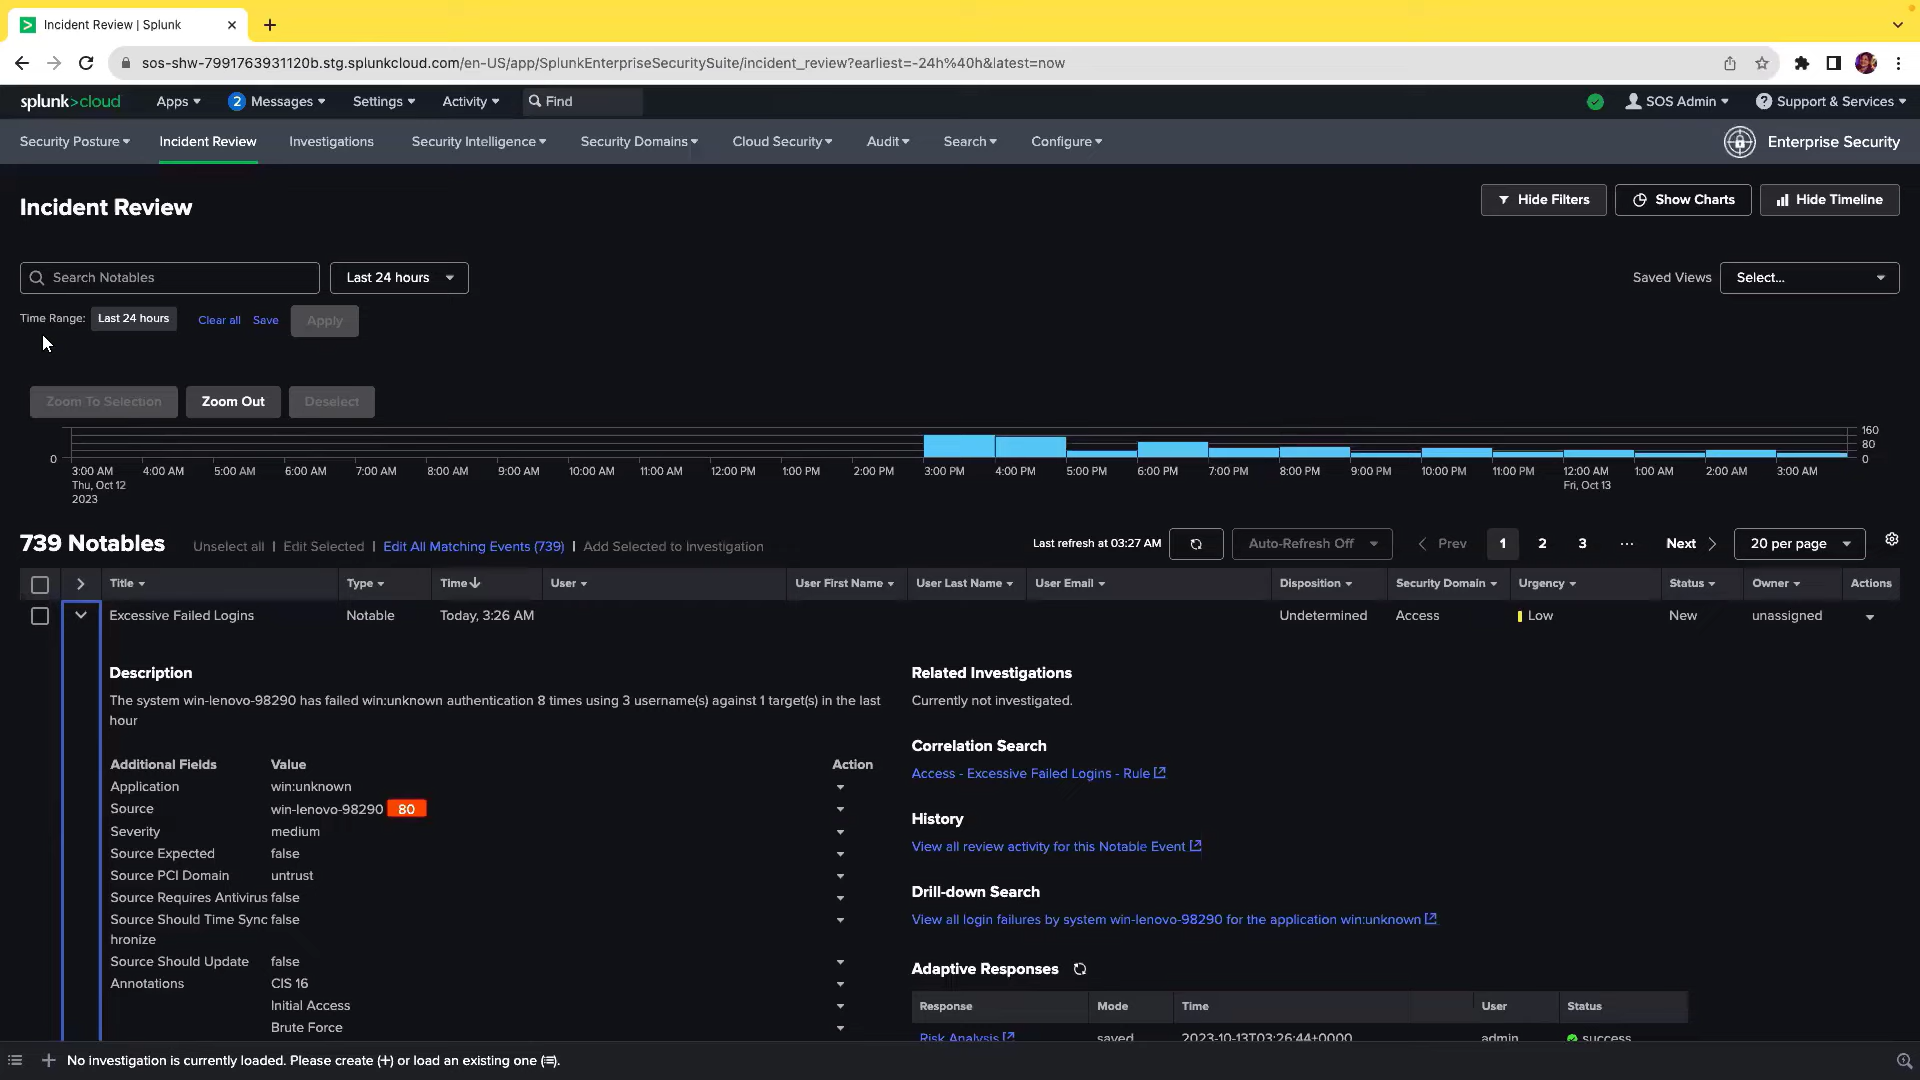 Incident Review | Splunk
sos-shw-7991763931120b.stg.splunkcloud.com/en-US/app/SplunkEnterpriseSecuritySuite/incident_review?earliest=-24h%40h&latest=now
splunk>cloud Apps 2 Messages Settings Activity Find SOS Admin Support & Services
Security Posture Incident Review Investigations Security Intelligence Security Domains Cloud Security Audit Search Configure Enterprise Security
Incident Review Hide Filters Show Charts Hide Timeline
Search Notables Last 24 hours Saved Views Select...
Time Range: Last 24 hours Clear all Save Apply
Zoom To Selection Zoom Out Deselect
160
80
0 0
3:00 AM 4:00 AM 5:00 AM 6:00 AM 7:00 AM 8:00 AM 9:00 AM 10:00 AM 11:00 AM 12:00 PM 1:00 PM 2:00 PM 3:00 PM 4:00 PM 5:00 PM 6:00 PM 7:00 PM 8:00 PM 9:00 PM 10:00 PM 11:00 PM 12:00 AM 1:00 AM 2:00 AM 3:00 AM
Thu, Oct 12 Fri, Oct 13
2023
739 Notables Unselect all | Edit Selected | Edit All Matching Events (739) | Add Selected to Investigation Last refresh at 03:27 AM Auto-Refresh Off Prev 1 2 3 ... Next 20 per page
Title Type Time User User First Name User Last Name User Email Disposition Security Domain Urgency Status Owner Actions
Excessive Failed Logins Notable Today, 3:26 AM Undetermined Access Low New unassigned
Description
The system win-lenovo-98290 has failed win:unknown authentication 8 times using 3 username(s) against 1 target(s) in the last
hour
Additional Fields Value Action
Application win:unknown
Source win-lenovo-98290 80
Severity medium
Source Expected false
Source PCI Domain untrust
Source Requires Antivirus false
Source Should Time Sync false
hronize
Source Should Update false
Annotations CIS 16
Initial Access
Brute Force
Related Investigations
Currently not investigated.
Correlation Search
Access - Excessive Failed Logins - Rule
History
View all review activity for this Notable Event
Drill-down Search
View all login failures by system win-lenovo-98290 for the application win:unknown
Adaptive Responses
Response Mode Time User Status
Risk Analysis saved 2023-10-13T03:26:44+0000 admin success
No investigation is currently loaded. Please create (+) or load an existing one (≡).